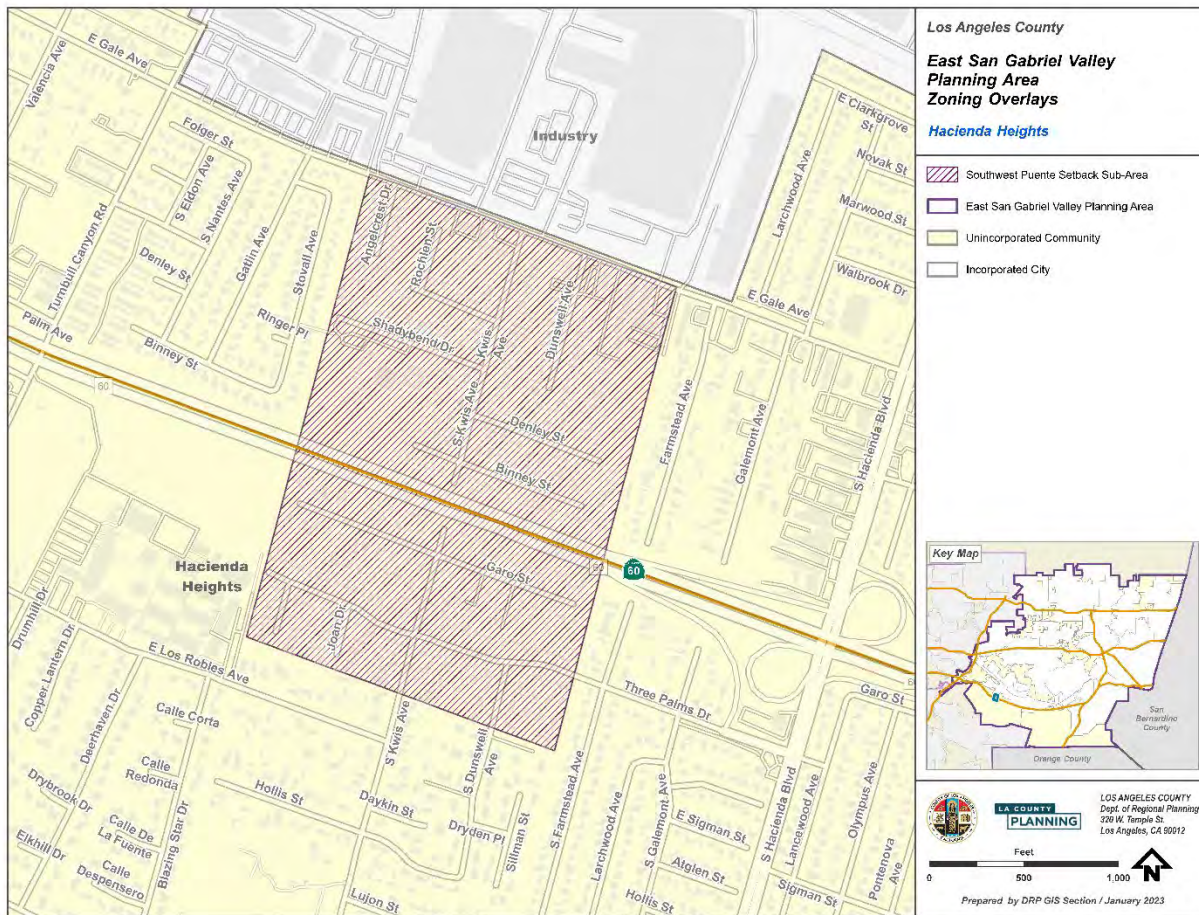 Los Angeles County
East San Gabriel Valley
Planning Area
Zoning Overlays
Hacienda Heights
Southwest Puente Setback Sub-Area
East San Gabriel Valley Planning Area
Unincorporated Community
Incorporated City
Key Map
San
Bernardino
County
Orange County
LA COUNTY
PLANNING
LOS ANGELES COUNTY
Dept. of Regional Planning
320 W. Temple St.
Los Angeles, CA 90012
Feet
0 500 1,000
N
Prepared by DRP GIS Section / January 2023
Valencia Ave
E Gale Ave
Industry
E Clarkgrove
St
Folger St
Larchwood Ave
Novak St
S Eldon Ave
S Nantes Ave
Marwood St
Angelcrest Dr
Rochlen St
Turnbull Canyon Rd
Denley St
Gatlin Ave
Stovall Ave
Walbrook Dr
E Gale Ave
Dunswell Ave
Ringer Pl
Shadybend Dr
S Kwis
Ave
Palm Ave
Binney St
60
S Kwis Ave
Farmstead Ave
Galemont Ave
S Hacienda Blvd
Denley St
Binney St
Hacienda
Heights
Garo St
60
60
Joan Dr
Drumhill Dr
Copper Lantern Dr
E Los Robles Ave
Three Palms Dr
Garo St
Deerhaven Dr
Calle Corta
S Kwis Ave
S Dunswell
Ave
Calle
Redonda
Drybrook Dr
Hollis St
Daykin St
Dryden Pl
S Farmstead Ave
Larchwood Ave
S Galemont Ave
E Sigman St
S Hacienda Blvd
Lancewood Ave
Olympus Ave
Calle De
La Fuente
Elkhill Dr
Calle
Despensero
Blazing Star Dr
Sillman St
Atglen St
Pontenova
Ave
Lujon St
Hollis St
Sigman St